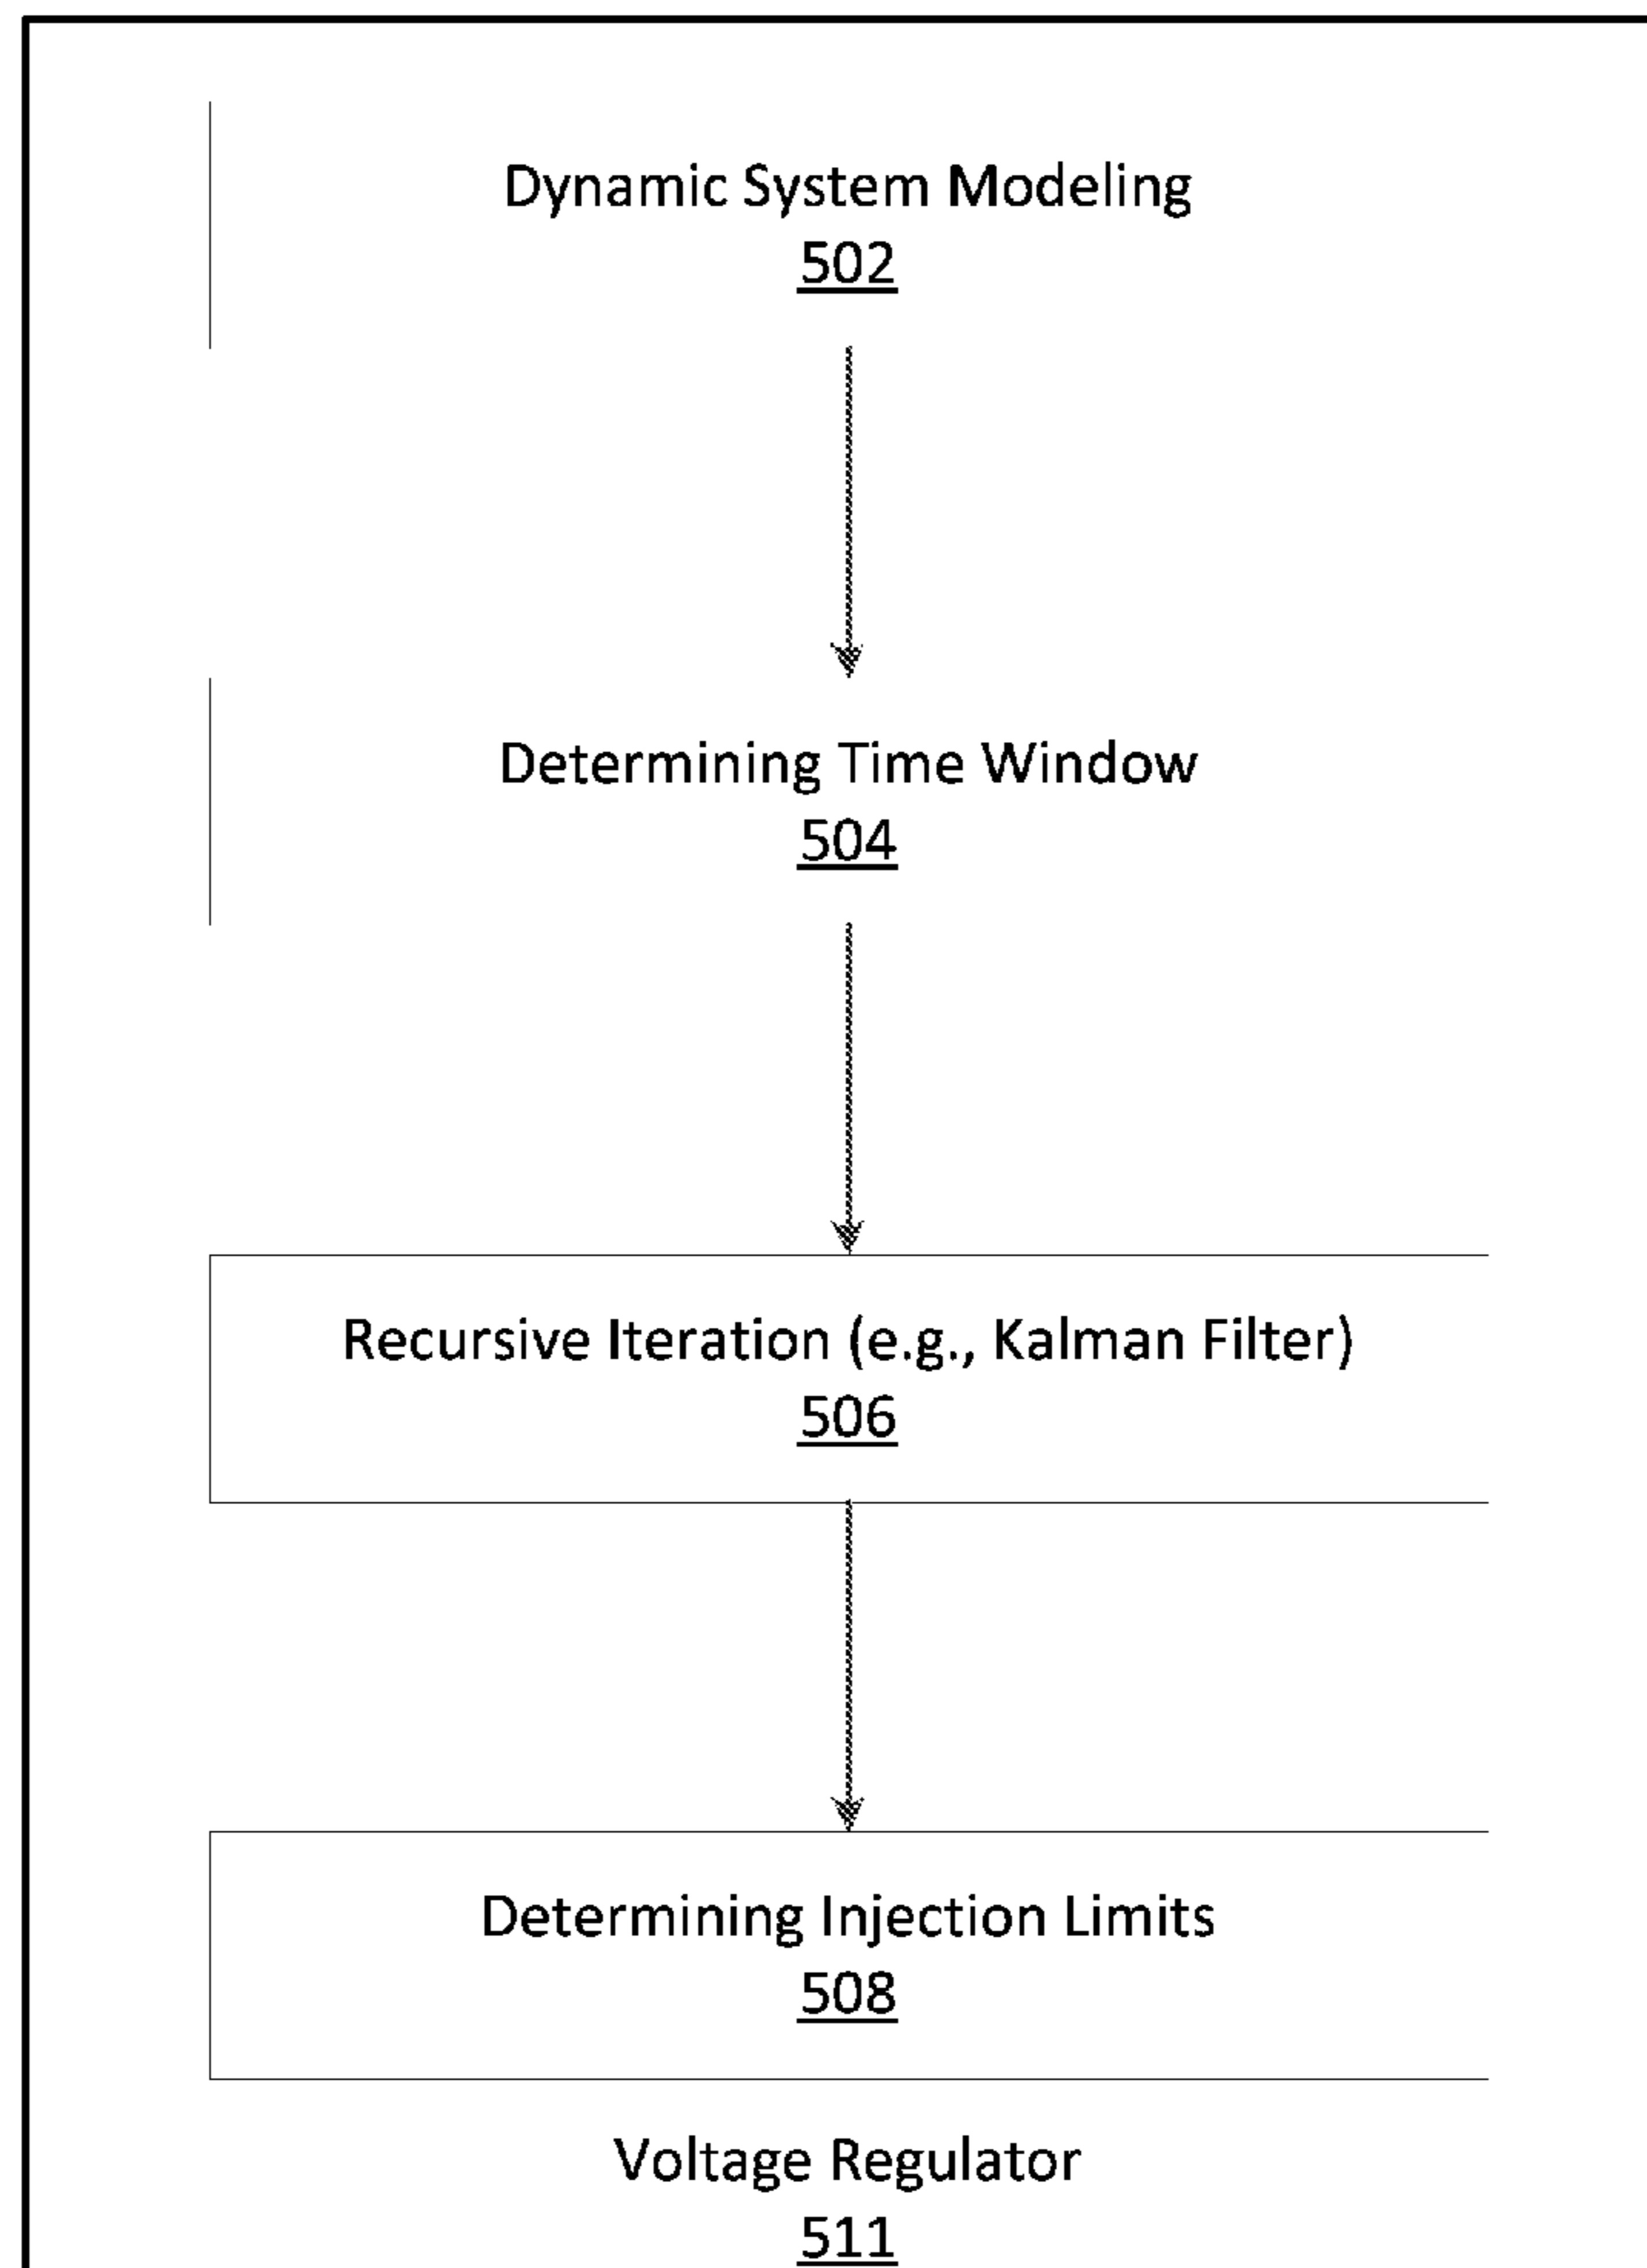 Dynamic System Modeling
502
Determining Time Window
504
Recursive Iteration (e.g., Kalman Filter)
506
Determining Injection Limits
508
Voltage Regulator
511